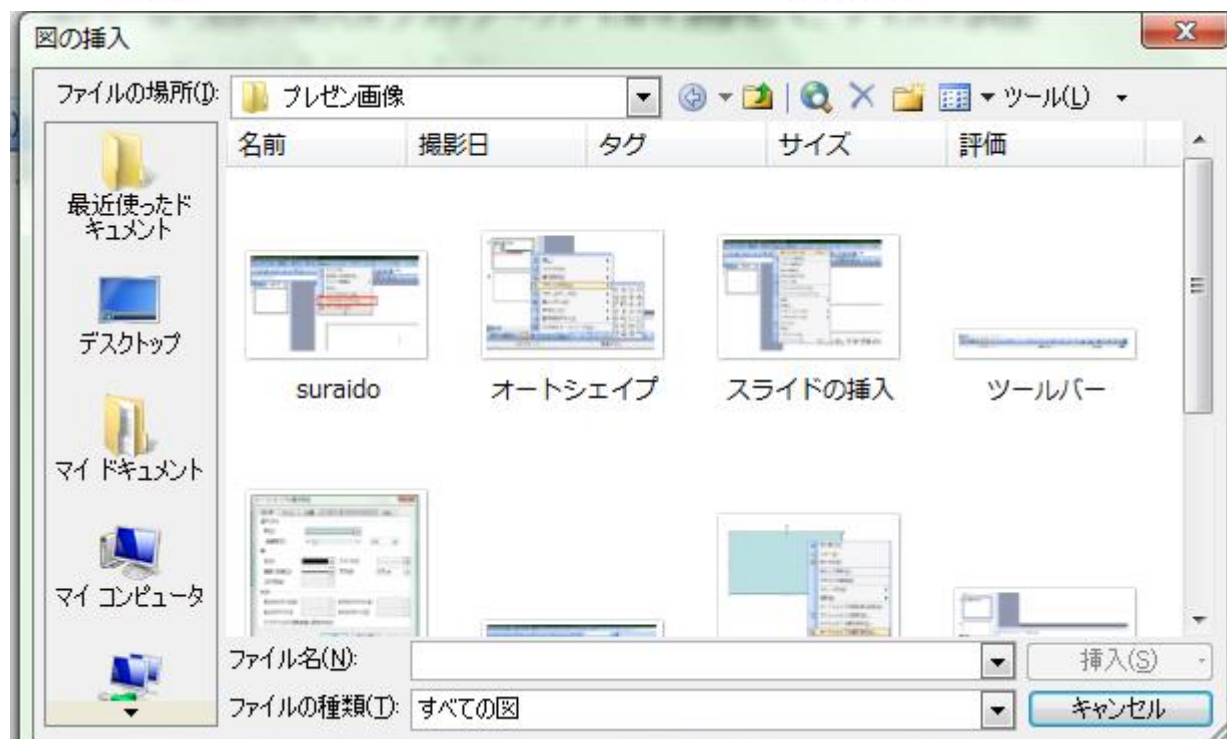 図の挿入
ファイルの場所(I):
プレゼン画像
ツール(L)
名前 撮影日 タグ サイズ 評価
最近使ったド
キュメント
デスクトップ
マイ ドキュメント
マイ コンピュータ
suraido オートシェイプ スライドの挿入 ツールバー
ファイル名(N):
挿入(S)
ファイルの種類(T): すべての図
キャンセル